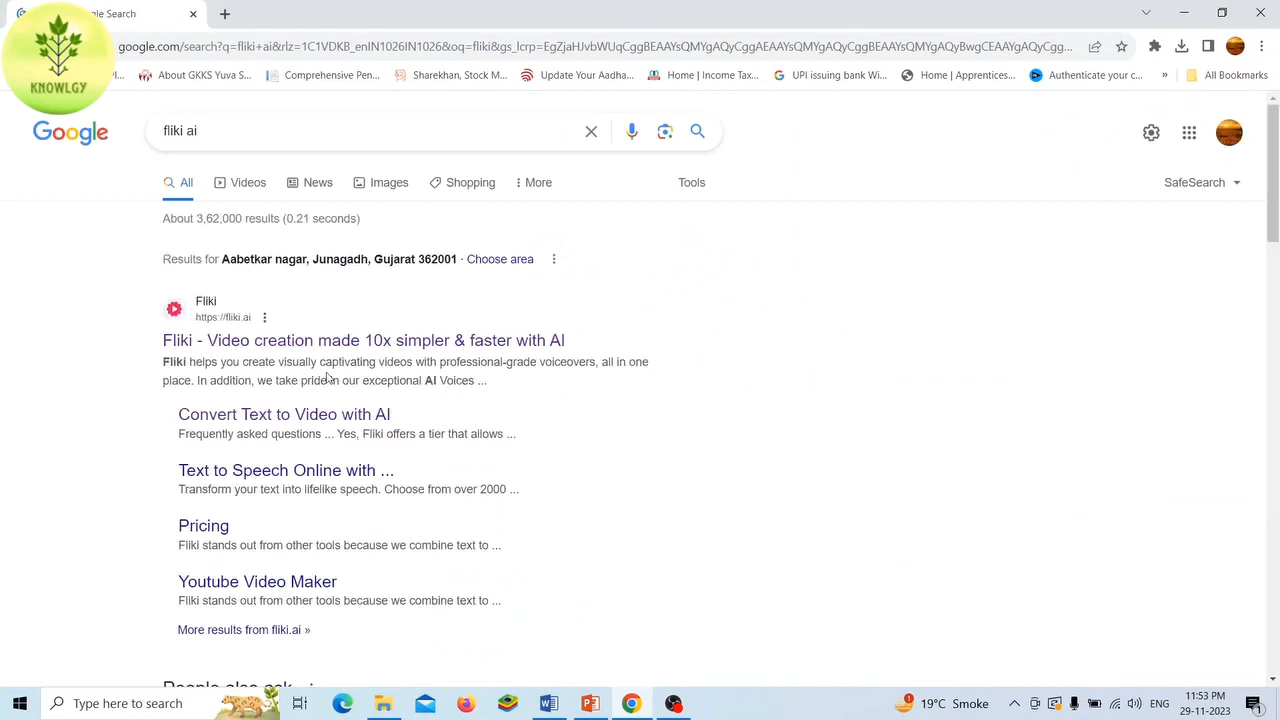 le Search
KNOWLGY
google.com/search?q=fliki+ai&rlz=1C1VDKB_enIN1026IN1026&oq=fliki&gs_lcrp=EgZjaHJvbWUqCggBEAAYsQMYgAQyCggAEAAYsQMYgAQyCggBEAAYsQMYgAQyBwgCEAAYgAQyCgg...
About GKKS Yuva S...
Comprehensive Pen...
Sharekhan, Stock M...
Update Your Aadha...
Home | Income Tax...
UPI issuing bank Wi...
Home | Apprentices...
Authenticate your c...
»
All Bookmarks
Google
fliki ai
All
Videos
News
Images
Shopping
More
Tools
SafeSearch
About 3,62,000 results (0.21 seconds)
Results for Aabetkar nagar, Junagadh, Gujarat 362001 · Choose area
Fliki
https://fliki.ai
Fliki - Video creation made 10x simpler & faster with AI
Fliki helps you create visually captivating videos with professional-grade voiceovers, all in one
place. In addition, we take pride in our exceptional AI Voices ...
Convert Text to Video with AI
Frequently asked questions ... Yes, Fliki offers a tier that allows ...
Text to Speech Online with ...
Transform your text into lifelike speech. Choose from over 2000 ...
Pricing
Fliki stands out from other tools because we combine text to ...
Youtube Video Maker
Fliki stands out from other tools because we combine text to ...
More results from fliki.ai »
People also ask
Type here to search
1
19°C Smoke
ENG
11:53 PM
29-11-2023
1